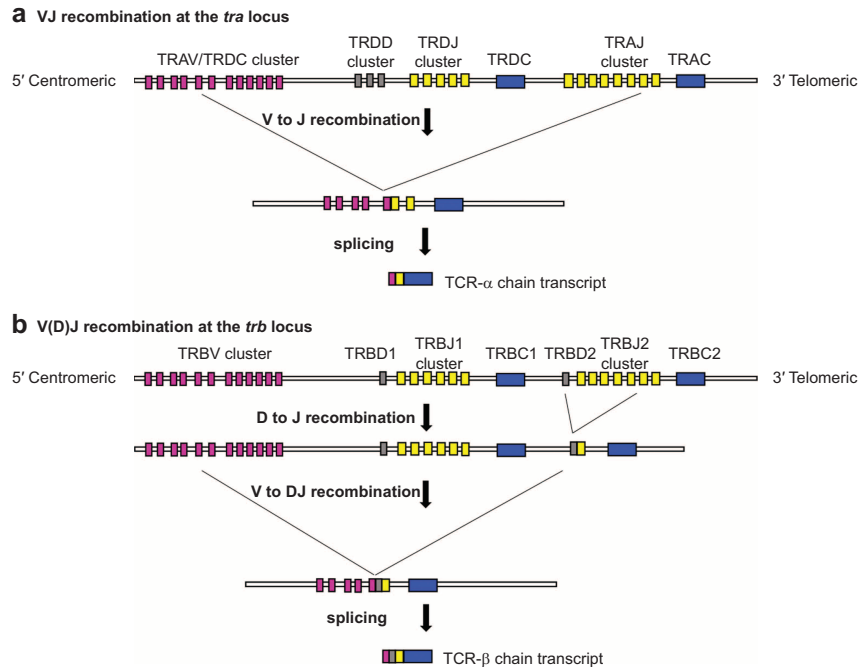 a VJ recombination at the tra locus
TRAV/TRDC cluster
TRDD
cluster
TRDJ
cluster
TRDC
TRAJ
cluster
TRAC
5′ Centromeric
3′ Telomeric
V to J recombination
splicing
TCR-α chain transcript
b V(D)J recombination at the trb locus
TRBV cluster
TRBD1
TRBJ1
cluster
TRBC1
TRBD2
TRBJ2
cluster
TRBC2
5′ Centromeric
3′ Telomeric
D to J recombination
V to DJ recombination
splicing
TCR-β chain transcript